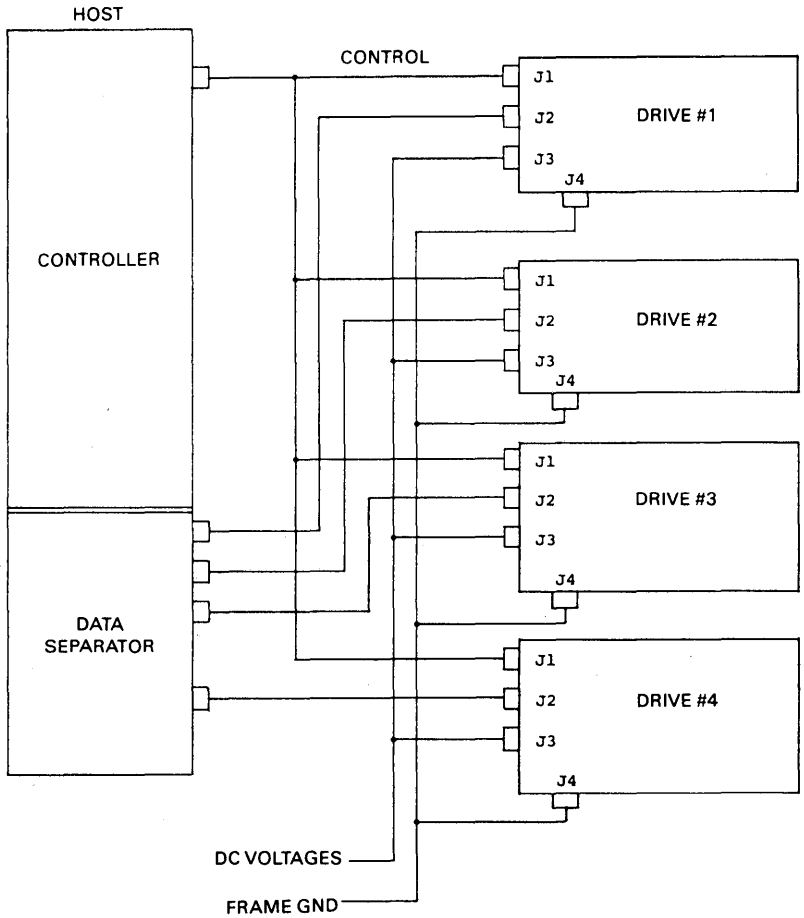 HOST
CONTROL
CONTROLLER
DATA
SEPARATOR
J1
J2
J3
J4
DRIVE #1
J1
J2
J3
J4
DRIVE #2
J1
J2
J3
J4
DRIVE #3
J1
J2
J3
J4
DRIVE #4
DC VOLTAGES
FRAME GND